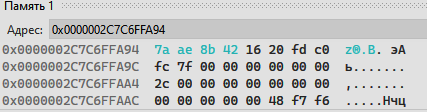 Память 1
Адрес: 0x0000002C7C6FFA94
0x0000002C7C6FFA94 7a ae 8b 42 16 20 fd c0 z®.B. эА
0x0000002C7C6FFA9C fc 7f 00 00 00 00 00 00 ь.......
0x0000002C7C6FFAA4 2c 00 00 00 00 00 00 00 ,.......
0x0000002C7C6FFAAC 00 00 00 00 00 48 f7 f6 .....Hчц